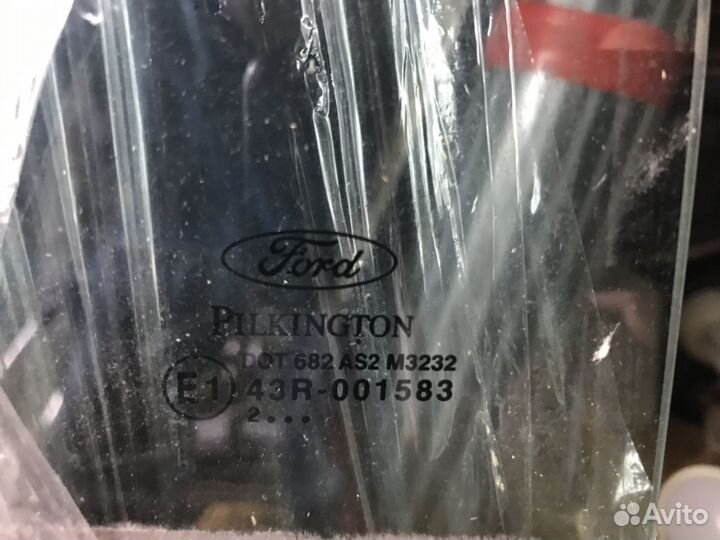 Ford
PILKINGTON
DOT 682 AS2 M3232
E1 43R-001583
2...
Avito